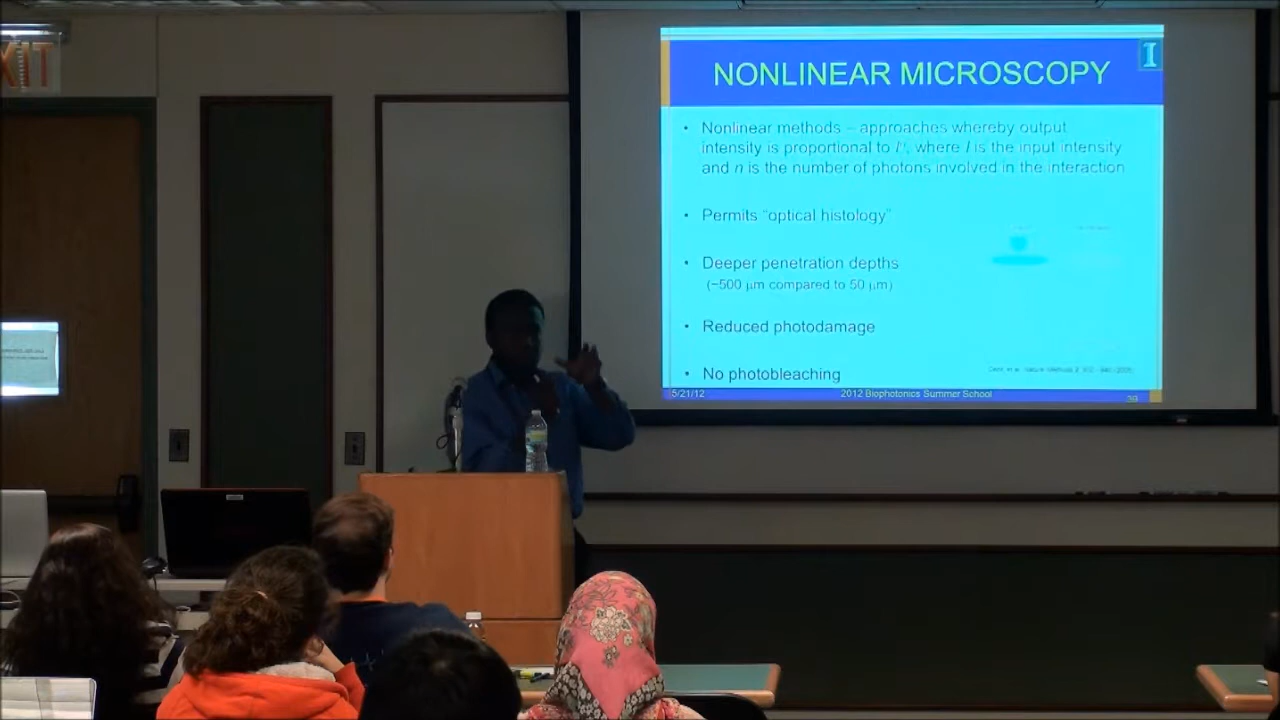 EXIT
I
NONLINEAR MICROSCOPY
• Nonlinear methods – approaches whereby output
intensity is proportional to Iⁿ, where I is the input intensity
and n is the number of photons involved in the interaction
• Permits "optical histology"
• Deeper penetration depths
(~500 μm compared to 50 μm)
• Reduced photodamage
• No photobleaching
5/21/12
2012 Biophotonics Summer School
39